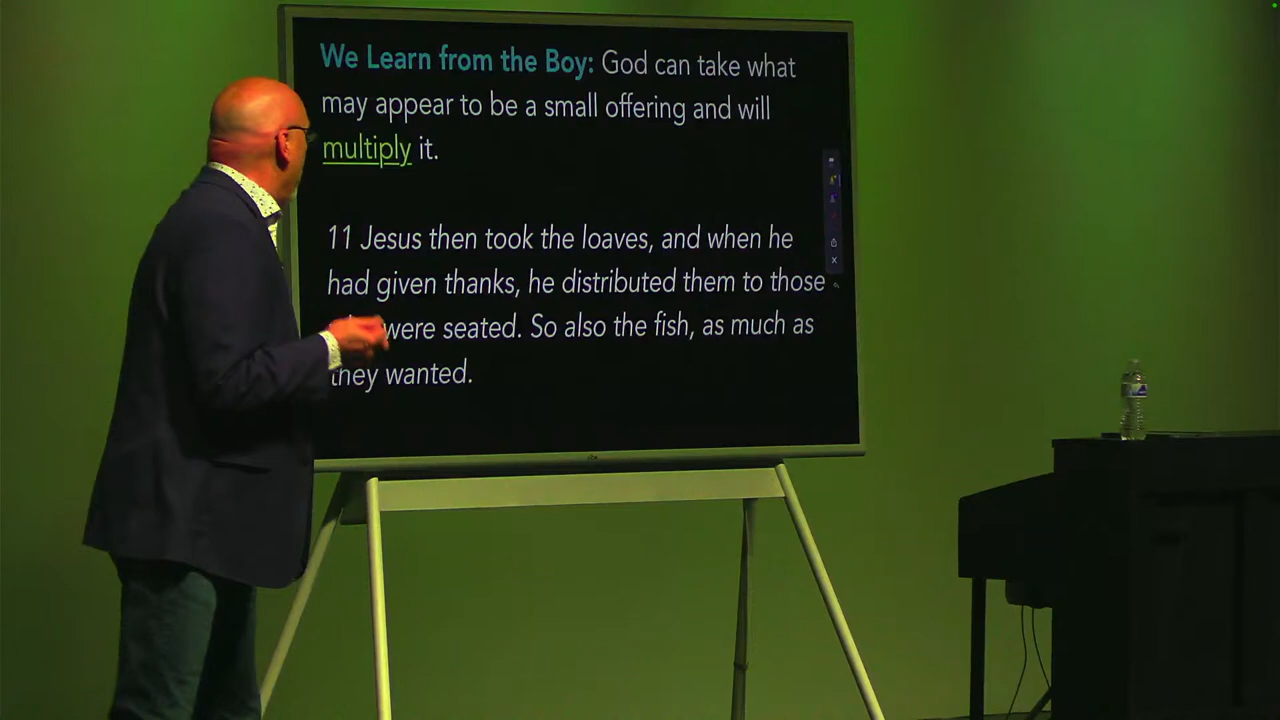 We Learn from the Boy: God can take what
may appear to be a small offering and will
multiply it.
11 Jesus then took the loaves, and when he
had given thanks, he distributed them to those
were seated. So also the fish, as much as
they wanted.